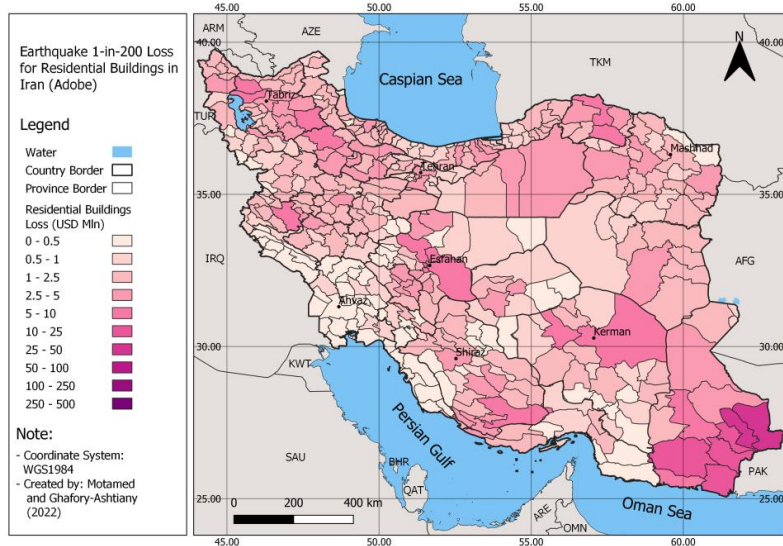 Earthquake 1-in-200 Loss
for Residential Buildings in
Iran (Adobe)
Legend
Water
Country Border
Province Border
Residential Buildings
Loss (USD Mln)
0 - 0.5
0.5 - 1
1 - 2.5
2.5 - 5
5 - 10
10 - 25
25 - 50
50 - 100
100 - 250
250 - 500
Note:
- Coordinate System:
WGS1984
- Created by: Motamed
and Ghafory-Ashtiany
(2022)
45.00 50.00 55.00 60.00
ARM AZE
40.00 40.00
N
Caspian Sea
TKM
Tabriz
TUR
Mashhad
Tehran
35.00 35.00
IRQ
Esfahan
AFG
Ahvaz
30.00 30.00
Kerman
Shiraz
KWT
Persian Gulf
SAU
BHR
PAK
QAT
25.00 25.00
Oman Sea
ARE
0 200 400 km
OMN
45.00 50.00 55.00 60.00